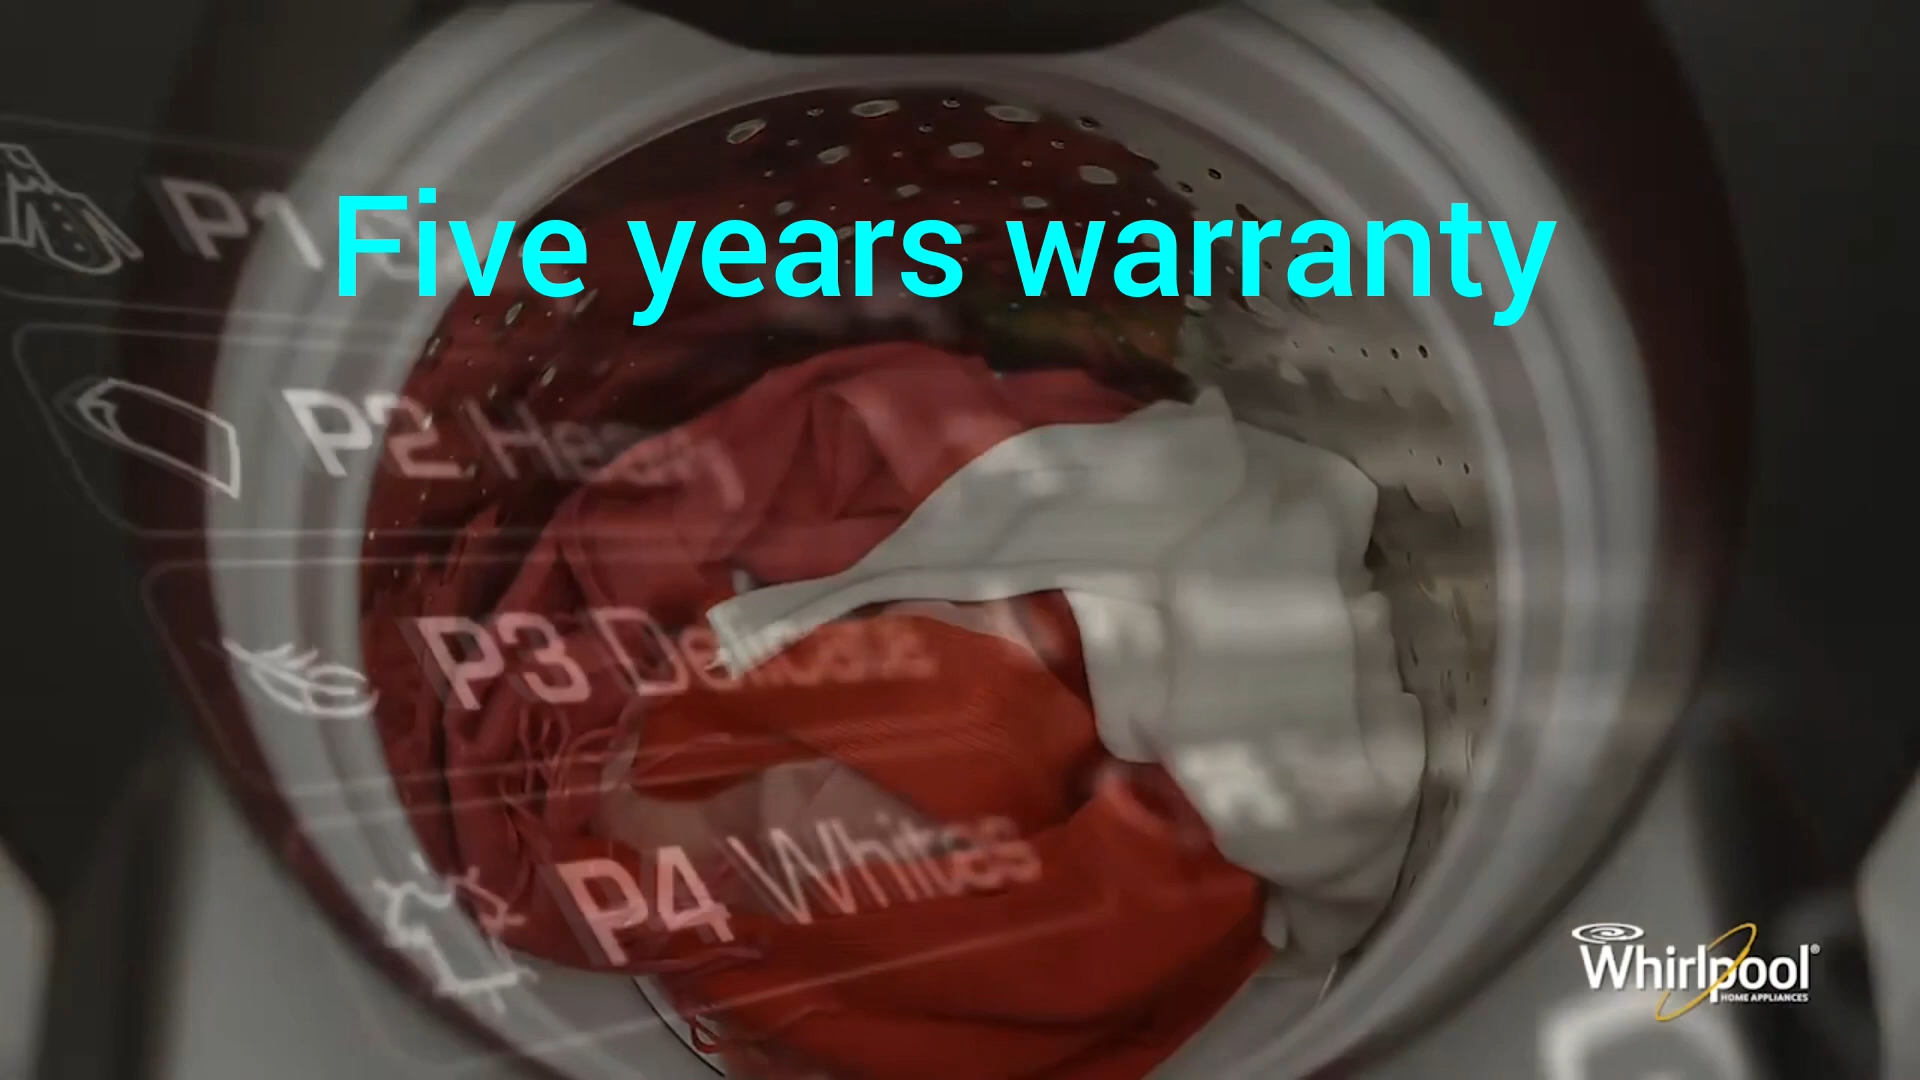 Five years warranty
P1
P2 Heavy
P3 Delicate
P4 Whites
Whirlpool®
HOME APPLIANCES